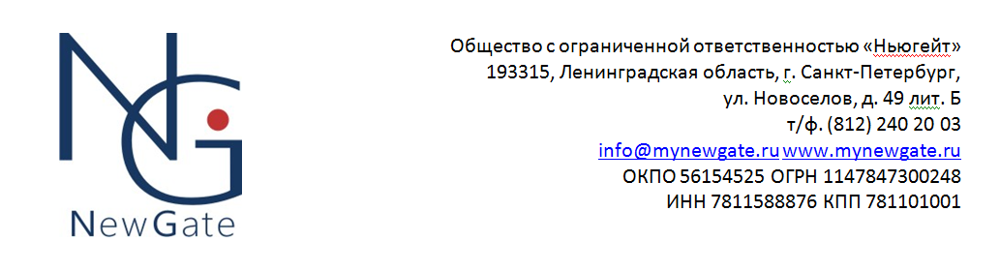 NG
NewGate
Общество с ограниченной ответственностью «Ньюгейт»
193315, Ленинградская область, г. Санкт-Петербург,
ул. Новоселов, д. 49 лит. Б
т/ф. (812) 240 20 03
info@mynewgate.ru www.mynewgate.ru
ОКПО 56154525 ОГРН 1147847300248
ИНН 7811588876 КПП 781101001